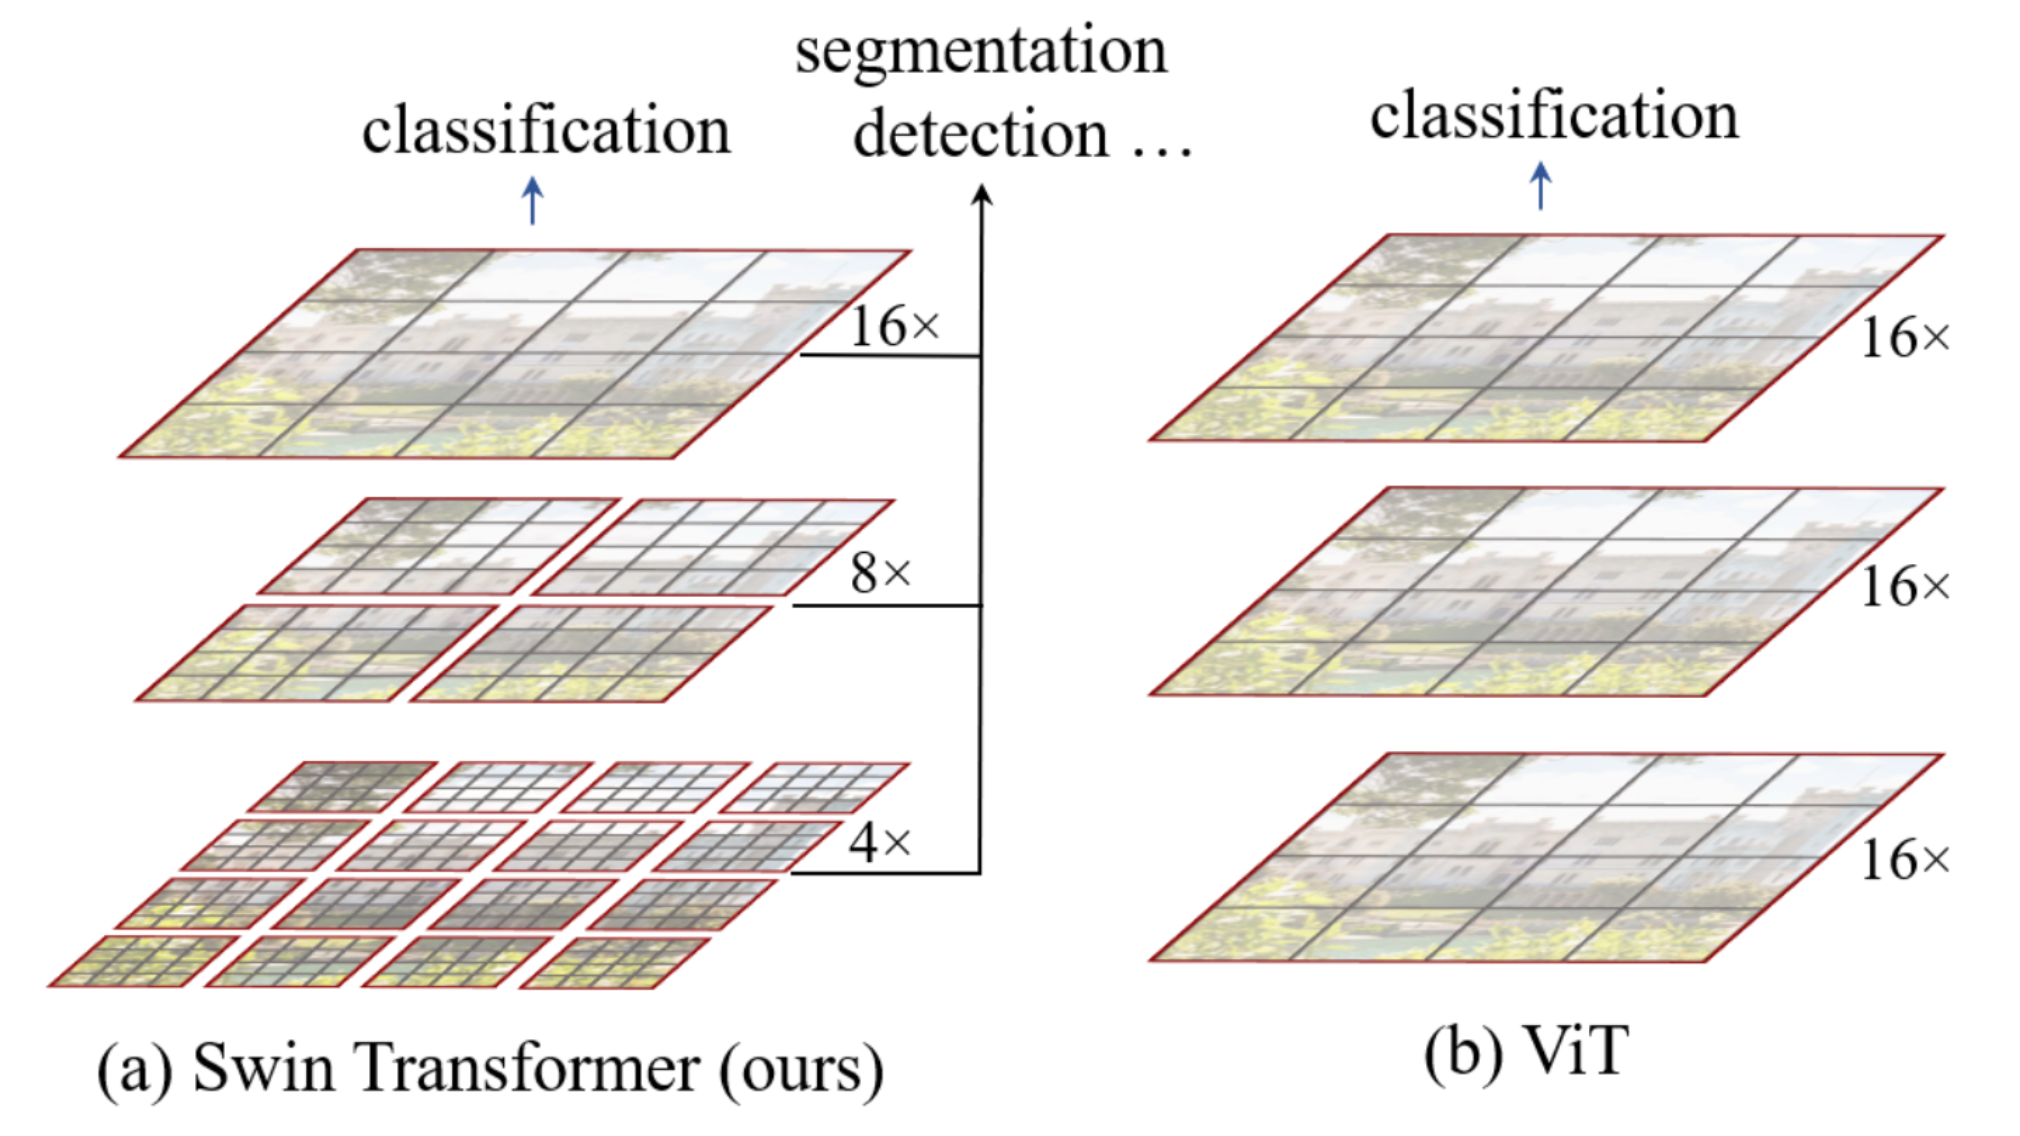 segmentation
detection ...
classification
classification
16×
8×
4×
16×
16×
16×
(a) Swin Transformer (ours)
(b) ViT